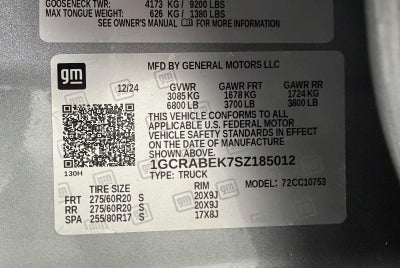 GOOSENECK TWR: 4173 KG / 9200 LBS
MAX TONGUE WEIGHT: 626 KG / 1380 LBS
SEE OWNER'S MANUAL FOR MORE INFORMATION
gm
MFD BY GENERAL MOTORS LLC
12/24 GVWR GAWR FRT GAWR RR
3085 KG 1678 KG 1724 KG
6800 LB 3700 LB 3800 LB
THIS VEHICLE CONFORMS TO ALL
APPLICABLE U.S. FEDERAL MOTOR
VEHICLE SAFETY STANDARDS IN EFFECT
ON THE DATE OF MANUFACTURE
SHOWN ABOVE.
1GCRABEK7SZ185012
130H
TYPE: TRUCK
MODEL: 72CC10753
TIRE SIZE RIM
FRT 275/60R20 S 20X9J
RR 275/60R20 S 20X9J
SPA 255/80R17 S 17X8J